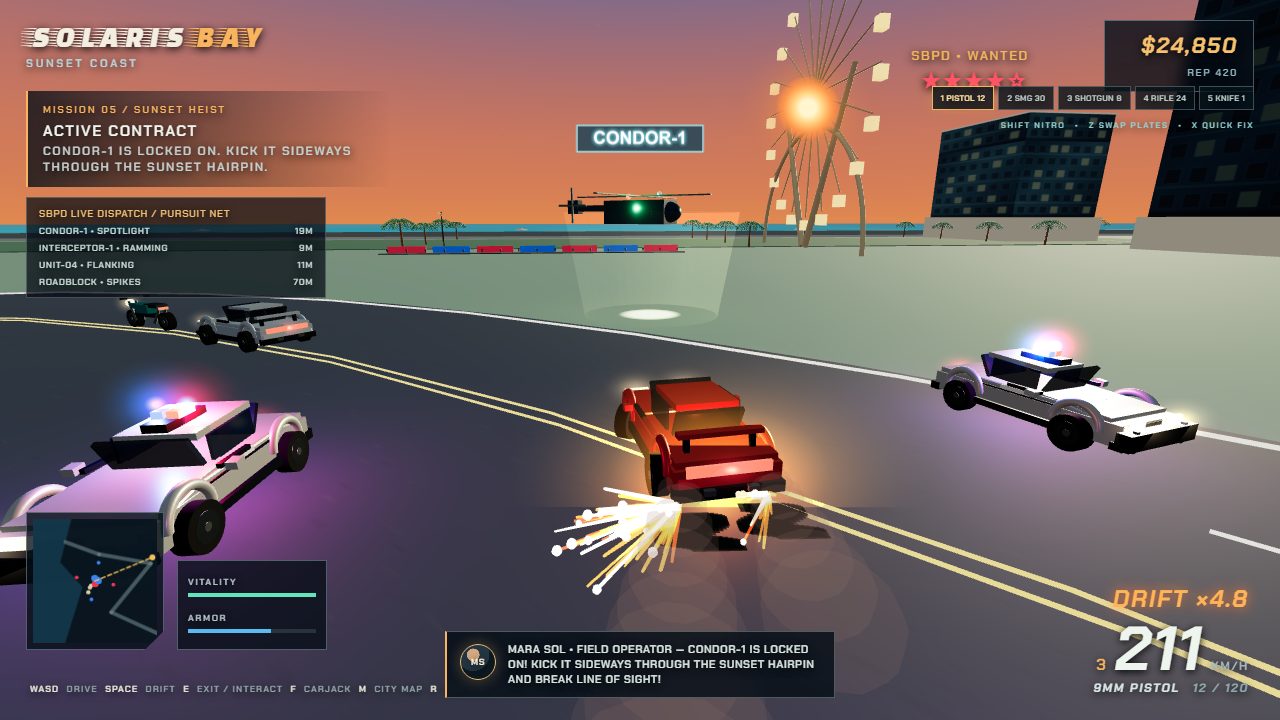 SOLARIS BAY
SUNSET COAST
MISSION 05 / SUNSET HEIST
ACTIVE CONTRACT
CONDOR-1 IS LOCKED ON. KICK IT SIDEWAYS
THROUGH THE SUNSET HAIRPIN.
SBPD LIVE DISPATCH / PURSUIT NET
CONDOR-1 • SPOTLIGHT 19M
INTERCEPTOR-1 • RAMMING 9M
UNIT-04 • FLANKING 11M
ROADBLOCK • SPIKES 70M
CONDOR-1
SBPD • WANTED
★★★★☆
$24,850
REP 420
1 PISTOL 12 2 SMG 30 3 SHOTGUN 8 4 RIFLE 24 5 KNIFE 1
SHIFT NITRO • Z SWAP PLATES • X QUICK FIX
VITALITY
ARMOR
MS
MARA SOL • FIELD OPERATOR — CONDOR-1 IS LOCKED
ON! KICK IT SIDEWAYS THROUGH THE SUNSET HAIRPIN
AND BREAK LINE OF SIGHT!
DRIFT ×4.8
3 211 KM/H
9MM PISTOL 12 / 120
WASD DRIVE SPACE DRIFT E EXIT / INTERACT F CARJACK M CITY MAP R